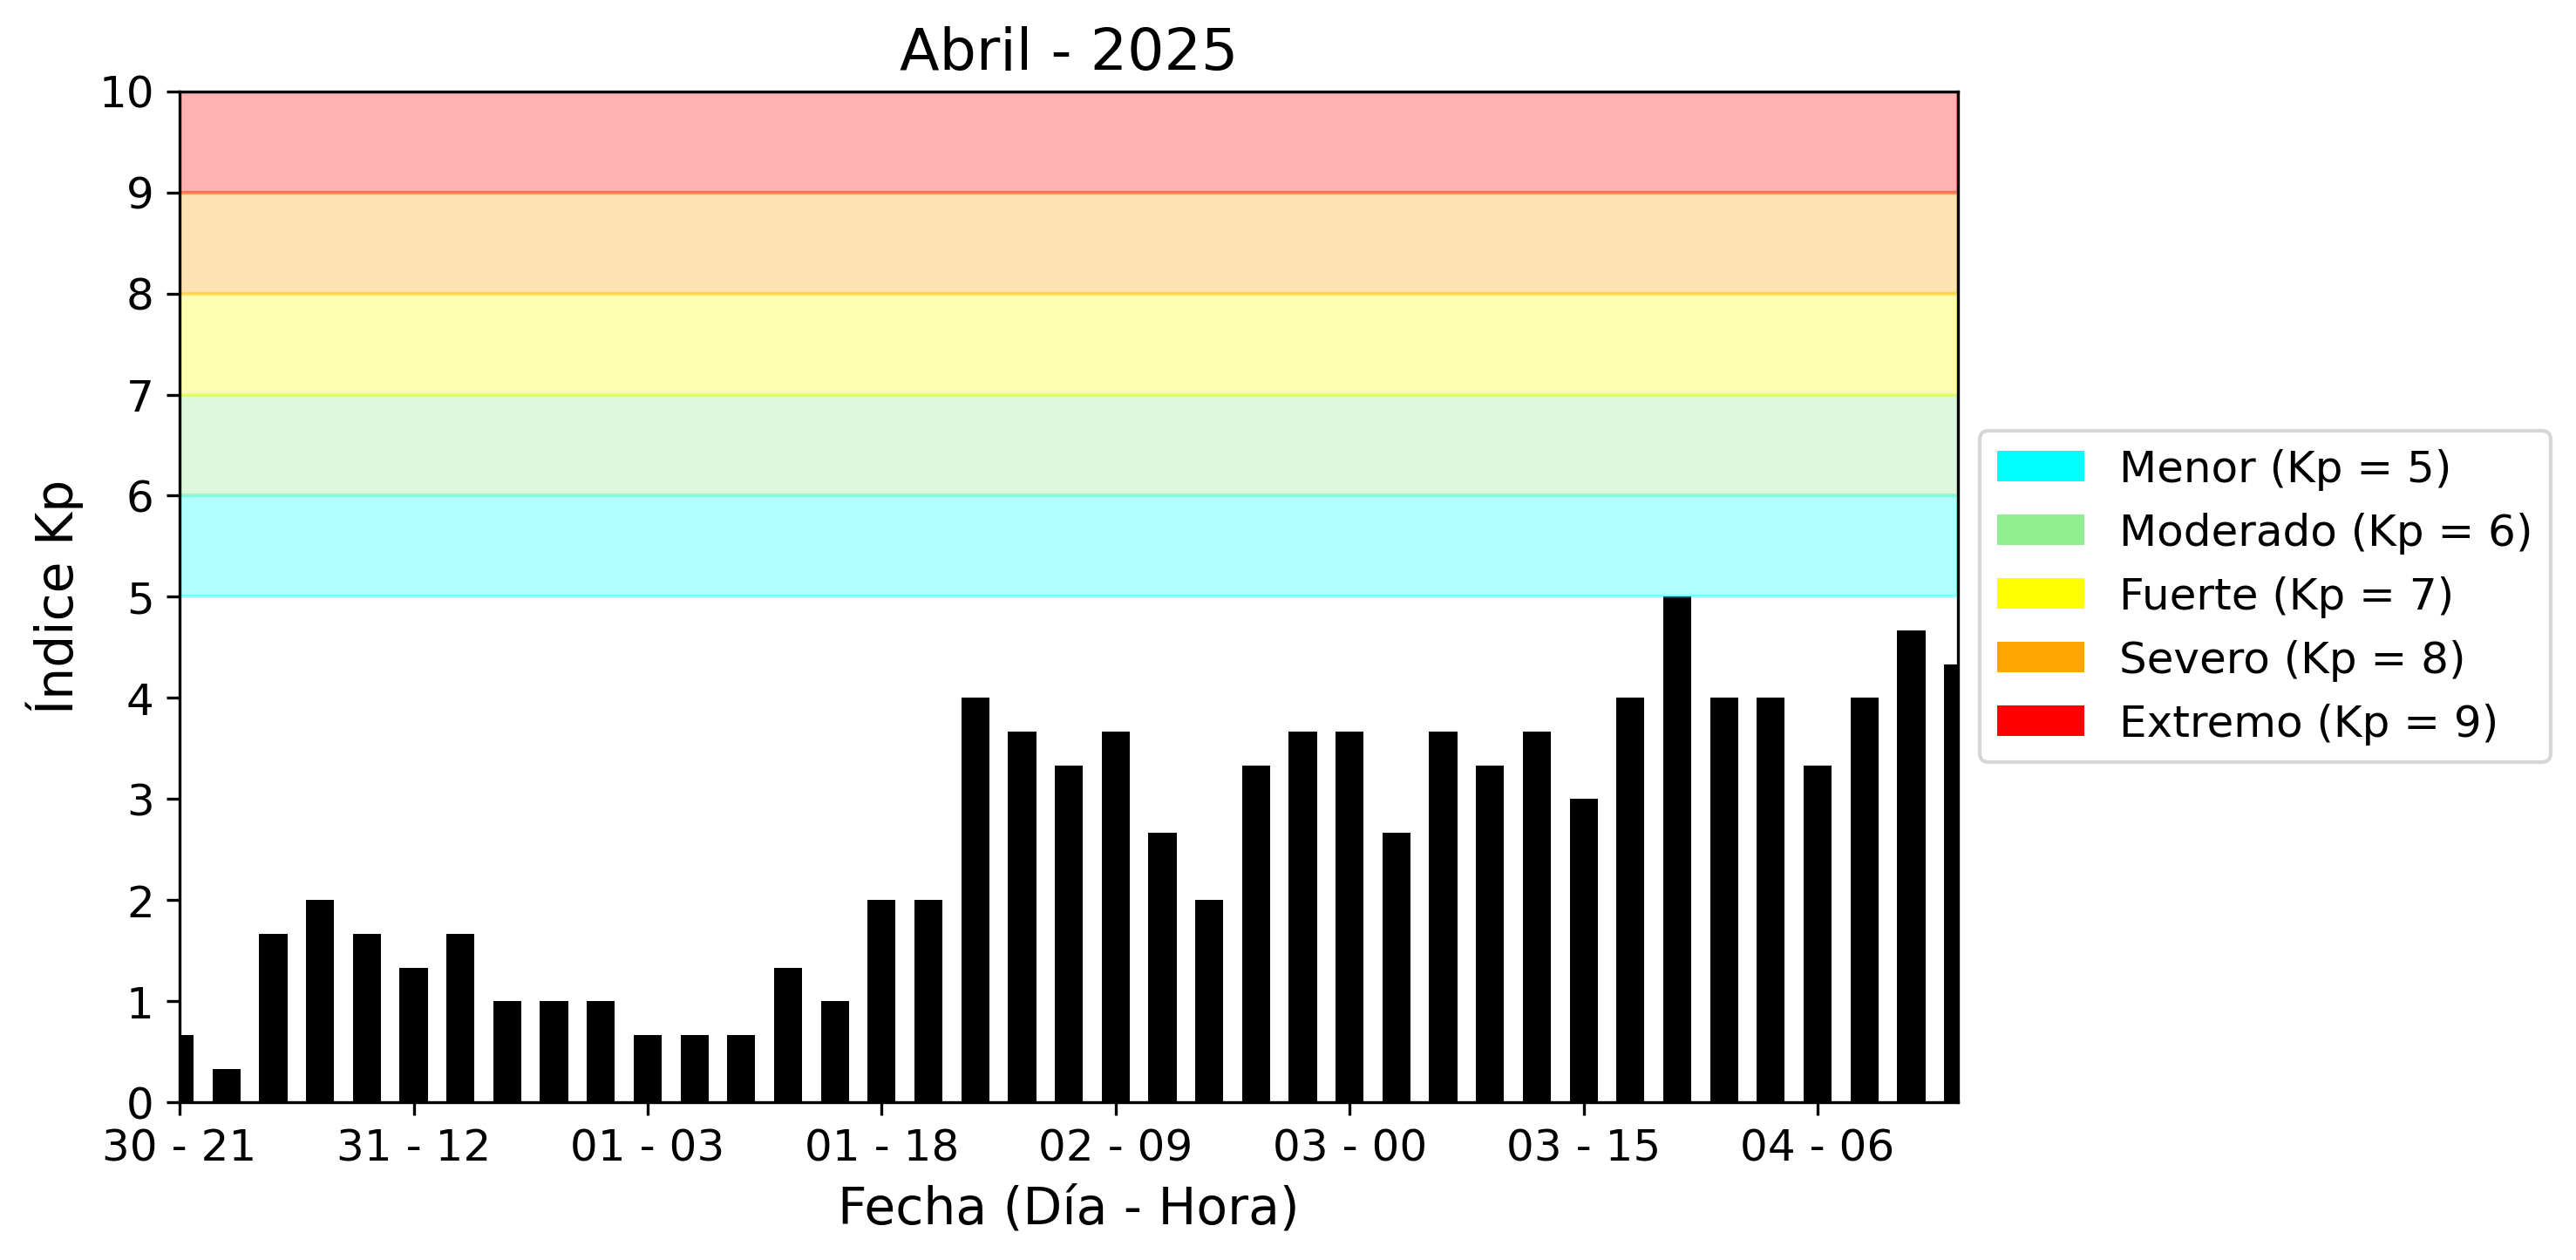 Abril - 2025
10
9
8
7
6
5
4
3
2
1
0
Índice Kp
30 - 21
31 - 12
01 - 03
01 - 18
02 - 09
03 - 00
03 - 15
04 - 06
Fecha (Día - Hora)
Menor (Kp = 5)
Moderado (Kp = 6)
Fuerte (Kp = 7)
Severo (Kp = 8)
Extremo (Kp = 9)